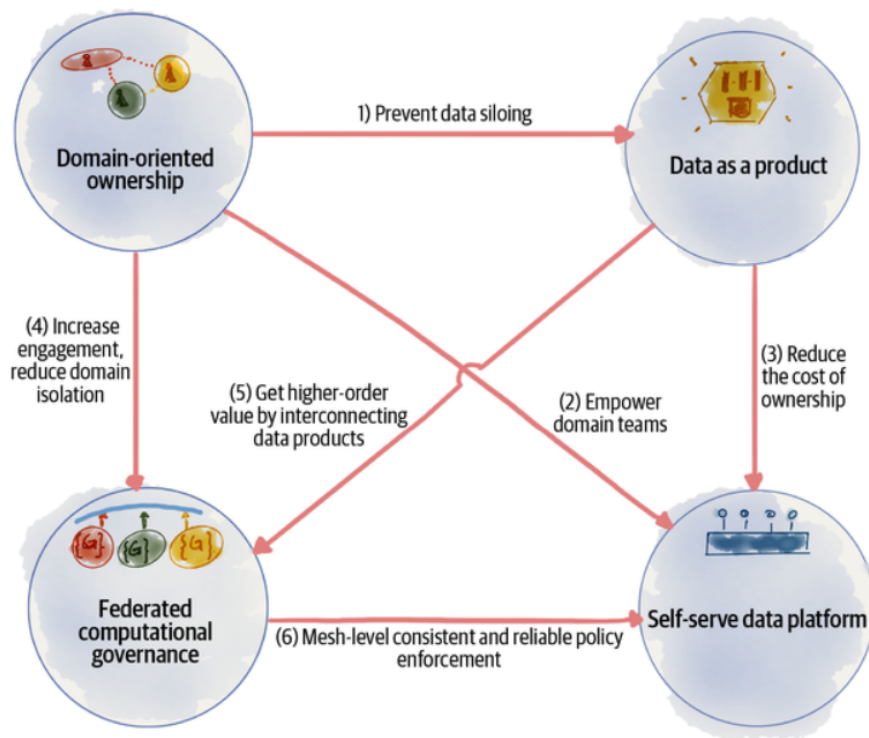 1) Prevent data siloing
Domain-oriented
ownership
Data as a product
(4) Increase
engagement,
reduce domain
isolation
(5) Get higher-order
value by interconnecting
data products
(2) Empower
domain teams
(3) Reduce
the cost of
ownership
{G}
{G}
{G}
Federated
computational
governance
Self-serve data platform
(6) Mesh-level consistent and reliable policy
enforcement